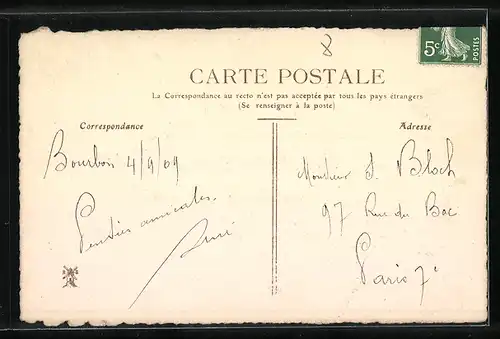 8
5c
POSTES
CARTE POSTALE
La Correspondance au recto n'est pas acceptée par tous les pays étrangers
(Se renseigner à la poste)
Correspondance
Adresse
Bourbon 4/9/09
amicales.
Monsieur J. Bloch
97 Rue du Bac
Paris 7e